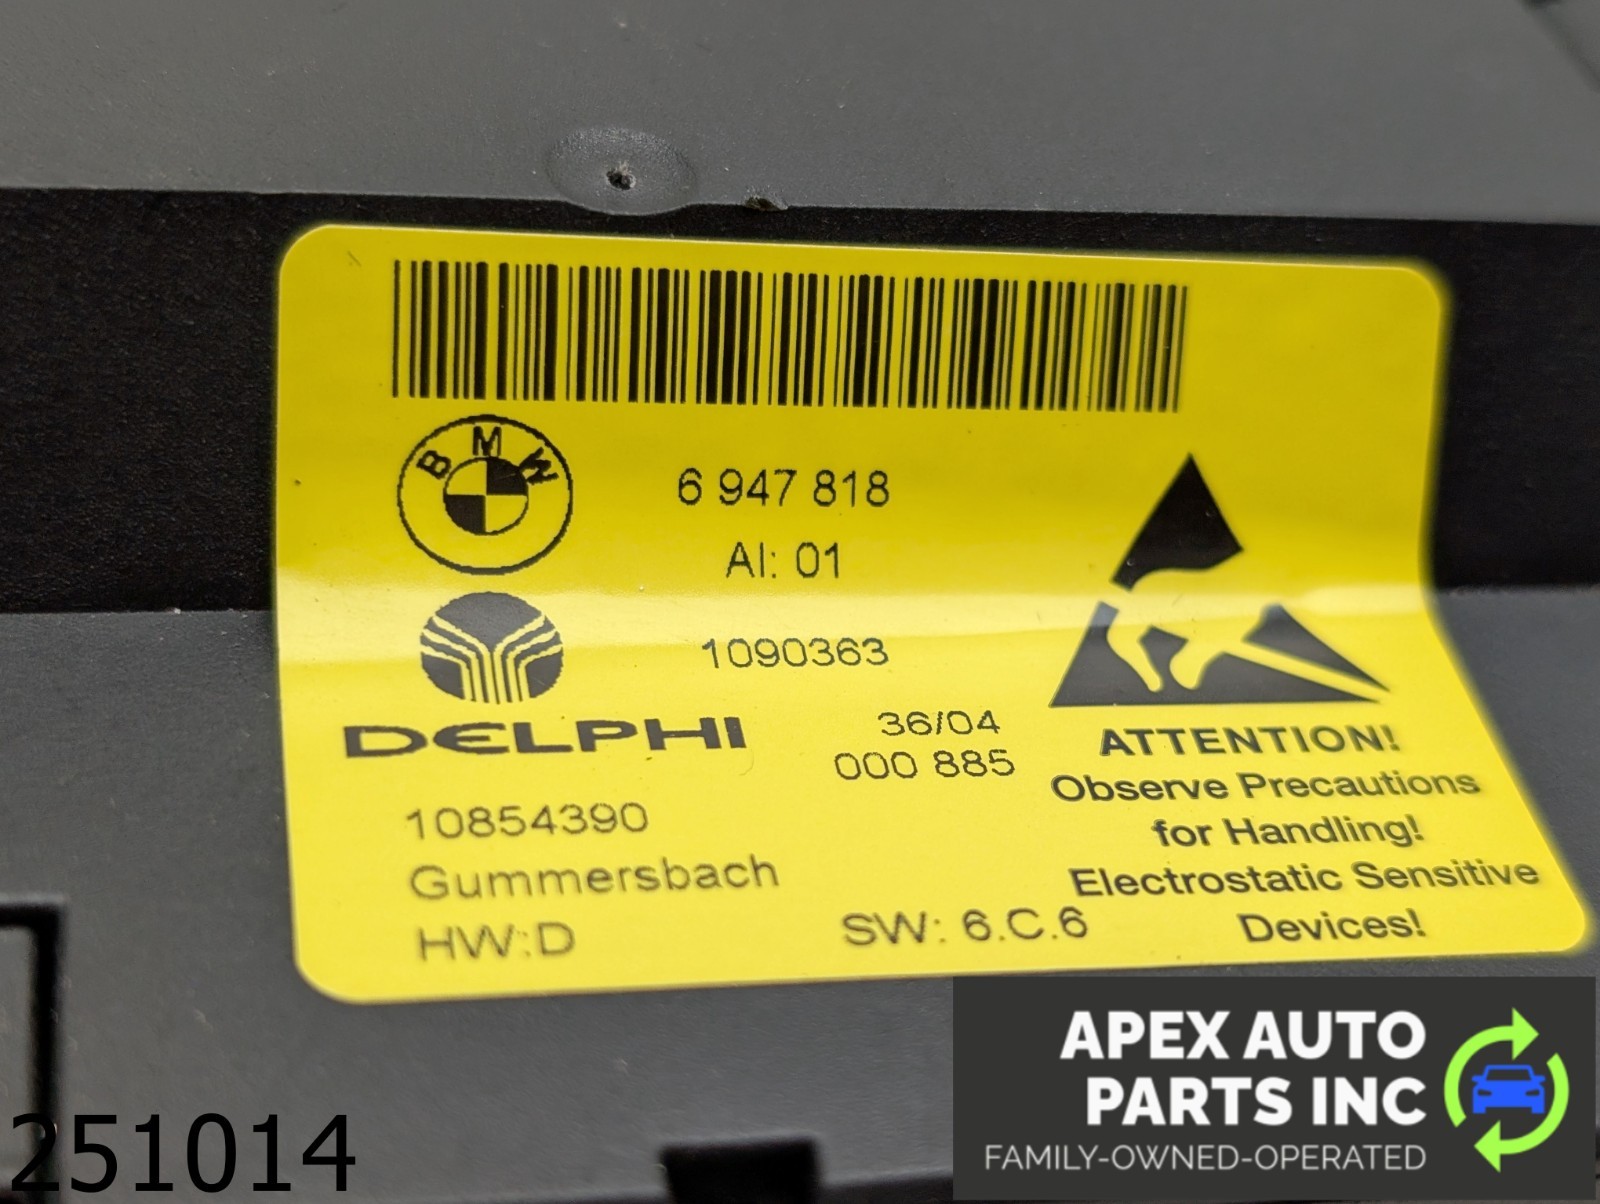 BMW
6 947 818
AI: 01
1090363
DELPHI
36/04
000 885
10854390
Gummersbach
HW:D
SW: 6.C.6
ATTENTION!
Observe Precautions
for Handling!
Electrostatic Sensitive
Devices!
251014
APEX AUTO
PARTS INC
FAMILY-OWNED-OPERATED